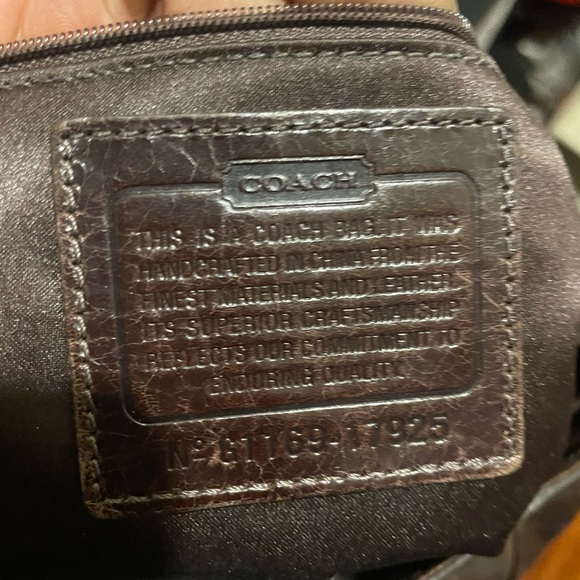 COACH
THIS IS A COACH BAG. IT WAS
HANDCRAFTED IN CHINA FROM THE
FINEST MATERIALS AND LEATHER.
ITS SUPERIOR CRAFTSMANSHIP
REFLECTS OUR COMMITMENT TO
ENDURING QUALITY.
Nº G1169-17925